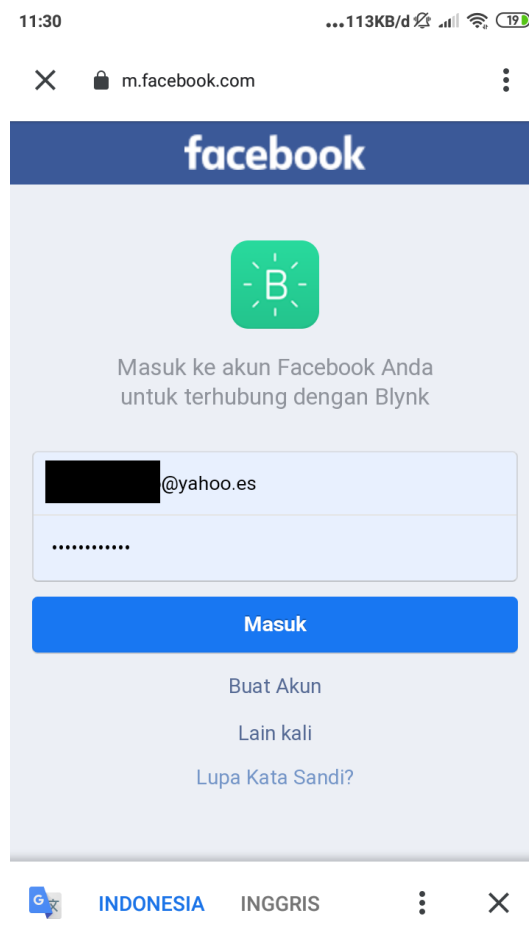 11:30 ...113KB/d 19
m.facebook.com
facebook
B
Masuk ke akun Facebook Anda
untuk terhubung dengan Blynk
@yahoo.es
••••••••••••
Masuk
Buat Akun
Lain kali
Lupa Kata Sandi?
G 文 INDONESIA INGGRIS